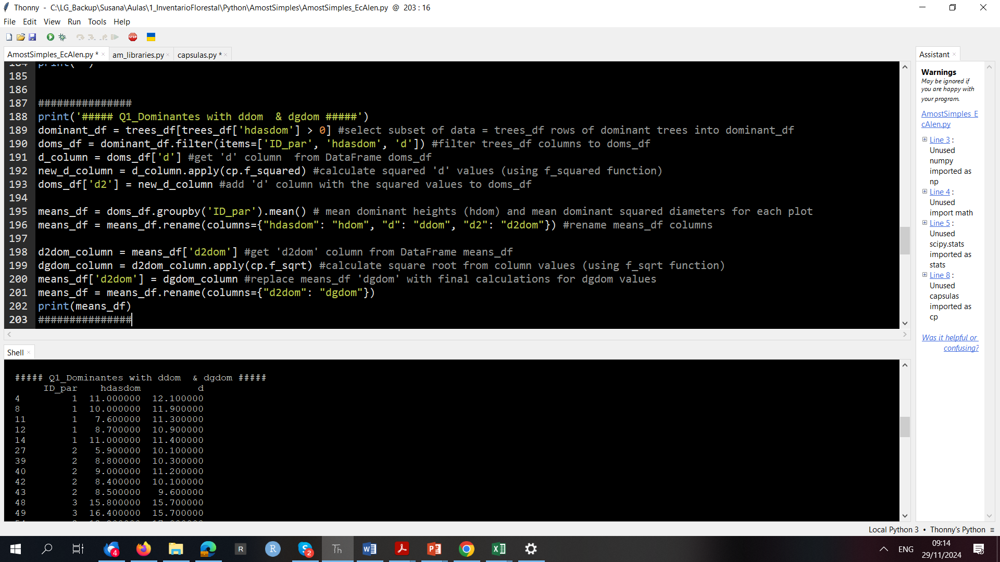 Thonny - C:\LG_Backup\Susana\Aulas\1_InventarioFlorestal\Python\AmostSimples\AmostSimples_EcAlen.py @ 203 : 16
File Edit View Run Tools Help
AmostSimples_EcAlen.py * am_libraries.py capsulas.py *
184 print(" ")
185
186
187 ###############
188 print('##### Q1_Dominantes with ddom  & dgdom #####')
189 dominant_df = trees_df[trees_df['hdasdom'] > 0] #select subset of data = trees_df rows of dominant trees into dominant_df
190 doms_df = dominant_df.filter(items=['ID_par', 'hdasdom', 'd']) #filter trees_df columns to doms_df
191 d_column = doms_df['d'] #get 'd' column  from DataFrame doms_df
192 new_d_column = d_column.apply(cp.f_squared) #calculate squared 'd' values (using f_squared function)
193 doms_df['d2'] = new_d_column #add 'd' column with the squared values to doms_df
194
195 means_df = doms_df.groupby('ID_par').mean() # mean dominant heights (hdom) and mean dominant squared diameters for each plot
196 means_df = means_df.rename(columns={"hdasdom": "hdom", "d": "ddom", "d2": "d2dom"}) #rename means_df columns
197
198 d2dom_column = means_df['d2dom'] #get 'd2dom' column from DataFrame means_df
199 dgdom_column = d2dom_column.apply(cp.f_sqrt) #calculate square root from column values (using f_sqrt function)
200 means_df['d2dom'] = dgdom_column #replace means_df 'dgdom' with final calculations for dgdom values
201 means_df = means_df.rename(columns={"d2dom": "dgdom"})
202 print(means_df)
203 ###############
Shell
##### Q1_Dominantes with ddom  & dgdom #####
ID_par hdasdom d
4 1 11.000000 12.100000
8 1 10.000000 11.900000
11 1 7.600000 11.300000
12 1 8.700000 10.900000
14 1 11.000000 11.400000
27 2 5.900000 10.100000
39 2 8.800000 10.300000
40 2 9.000000 11.200000
42 2 8.400000 10.100000
43 2 8.500000 9.600000
48 3 15.800000 15.700000
49 3 16.400000 15.700000
Assistant
Warnings
May be ignored if
you are happy with
your program.
AmostSimples_E
cAlen.py
Line 3 :
Unused
numpy
imported as
np
Line 4 :
Unused
import math
Line 5 :
Unused
scipy.stats
imported as
stats
Line 8 :
Unused
capsulas
imported as
cp
Was it helpful or
confusing?
Local Python 3 • Thonny's Python ≡
STOP
4
R
R
S 2
Th
W
P
X
ENG
09:14
29/11/2024